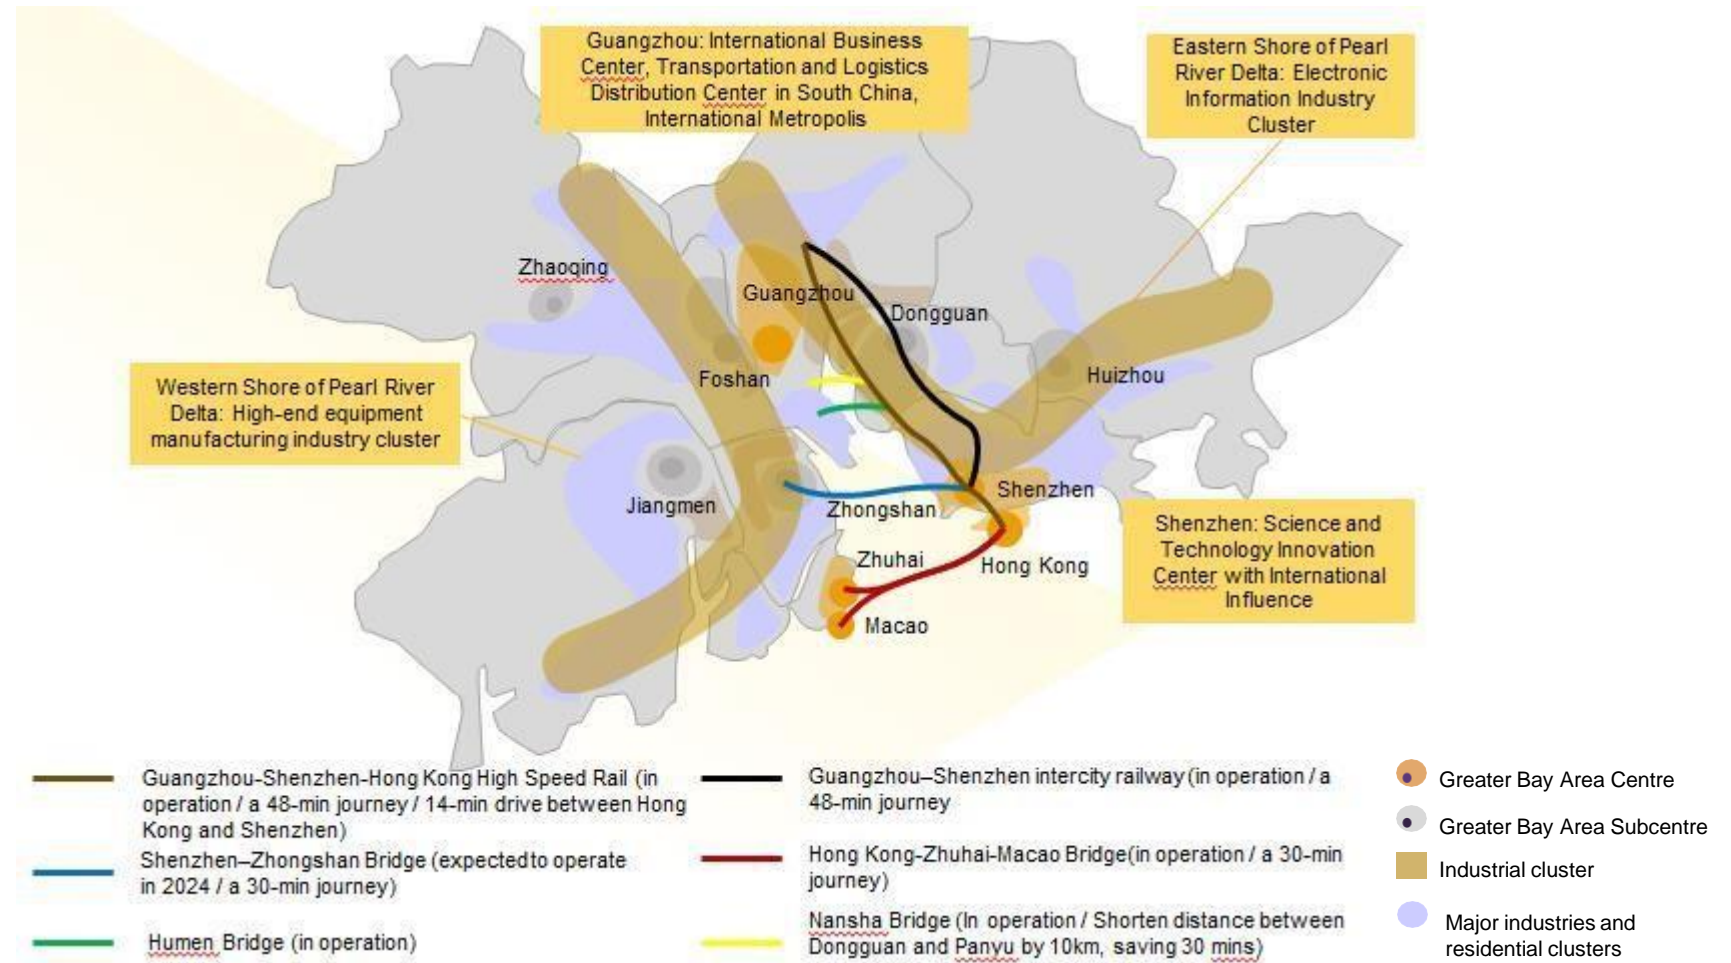 Guangzhou: International Business
Center, Transportation and Logistics
Distribution Center in South China,
International Metropolis
Eastern Shore of Pearl
River Delta: Electronic
Information Industry
Cluster
Zhaoqing
Guangzhou
Dongguan
Foshan
Huizhou
Western Shore of Pearl River
Delta: High-end equipment
manufacturing industry cluster
Jiangmen
Zhongshan
Shenzhen
Zhuhai
Hong Kong
Macao
Shenzhen: Science and
Technology Innovation
Center with International
Influence
Guangzhou-Shenzhen-Hong Kong High Speed Rail (in
operation / a 48-min journey / 14-min drive between Hong
Kong and Shenzhen)
Shenzhen–Zhongshan Bridge (expected to operate
in 2024 / a 30-min journey)
Humen Bridge (in operation)
Guangzhou–Shenzhen intercity railway (in operation / a
48-min journey
Hong Kong-Zhuhai-Macao Bridge(in operation / a 30-min
journey)
Nansha Bridge (In operation / Shorten distance between
Dongguan and Panyu by 10km, saving 30 mins)
Greater Bay Area Centre
Greater Bay Area Subcentre
Industrial cluster
Major industries and
residential clusters